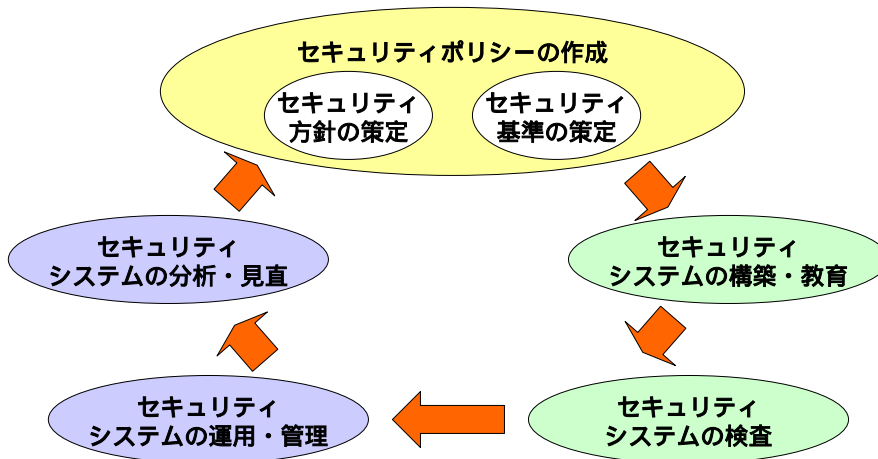 セキュリティポリシーの作成
セキュリティ
方針の策定
セキュリティ
基準の策定
セキュリティ
システムの構築・教育
セキュリティ
システムの検査
セキュリティ
システムの運用・管理
セキュリティ
システムの分析・見直